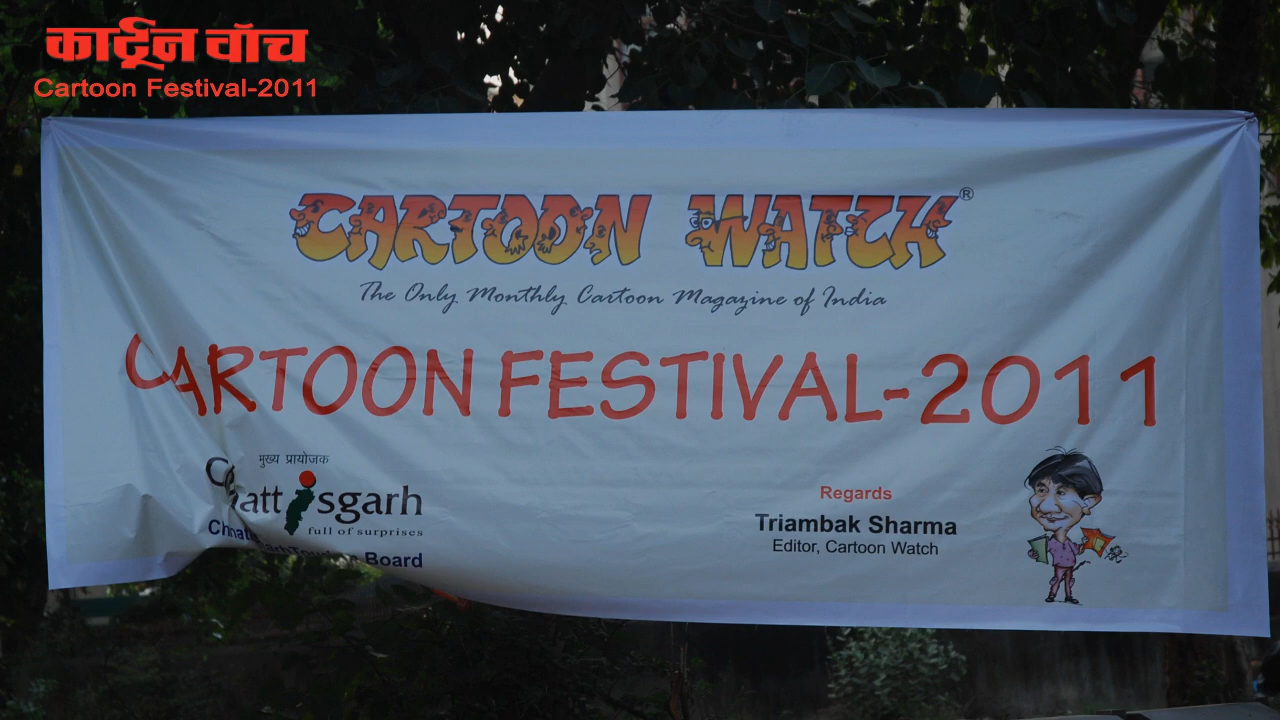 कार्टून वॉच
Cartoon Festival-2011
CARTOON WATCH®
The Only Monthly Cartoon Magazine of India
CARTOON FESTIVAL-2011
मुख्य प्रायोजक
full of surprises
Board
Regards
Triambak Sharma
Editor, Cartoon Watch